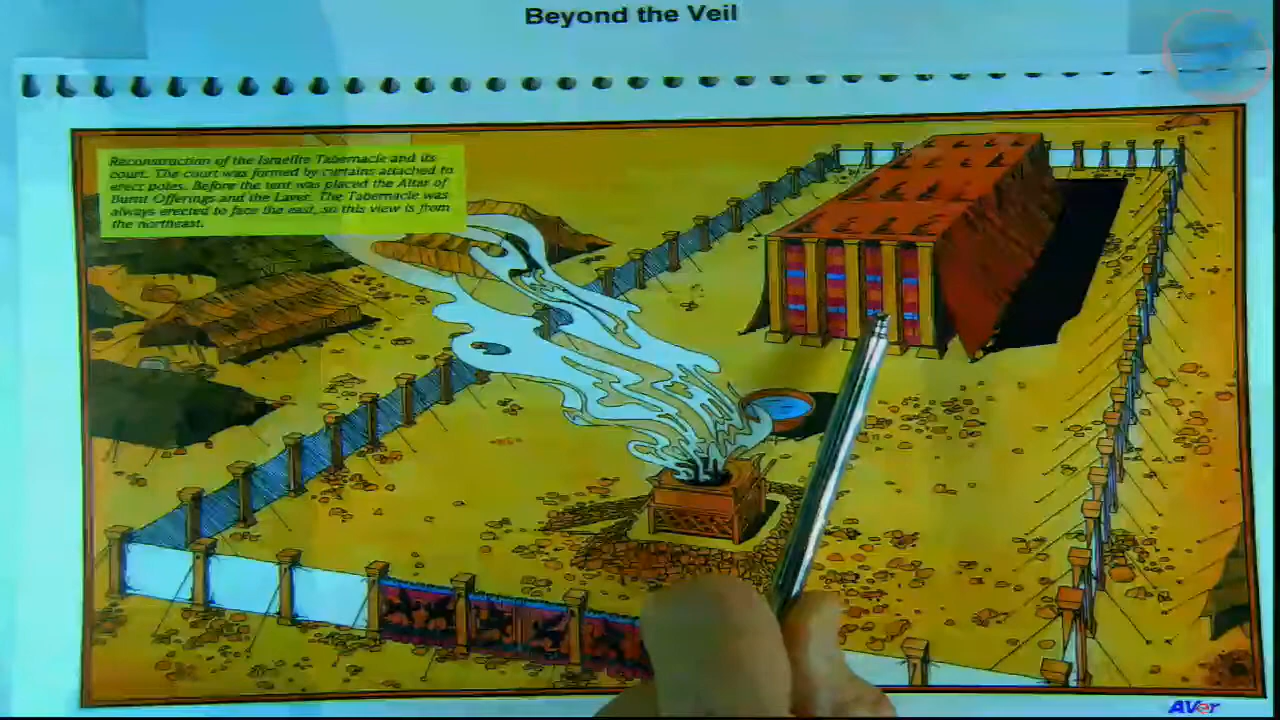 Beyond the Veil
Reconstruction of the Israelite Tabernacle and its
court. The court was formed by curtains attached to
erect poles. Before the tent was placed the Altar of
Burnt Offerings and the Laver. The Tabernacle was
always erected to face the east, so this view is from
the northeast.
AVer